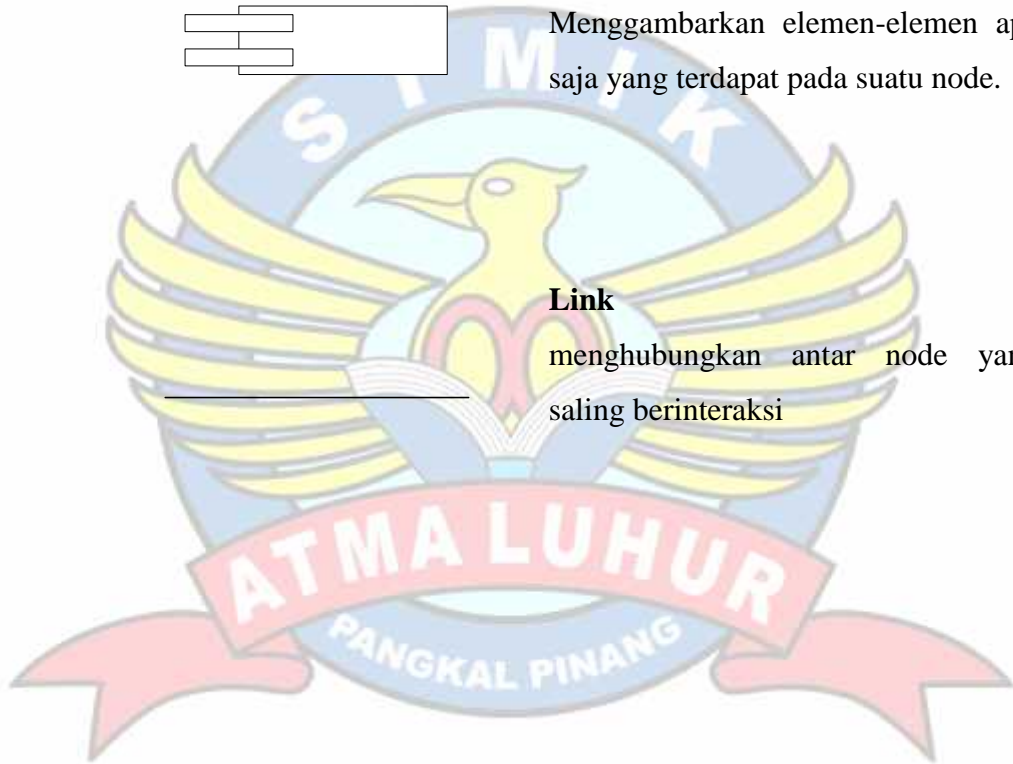 Menggambarkan elemen-elemen ap
saja yang terdapat pada suatu node.
STMIK
Link
menghubungkan antar node yan
saling berinteraksi
ATMA LUHUR
PANGKAL PINANG